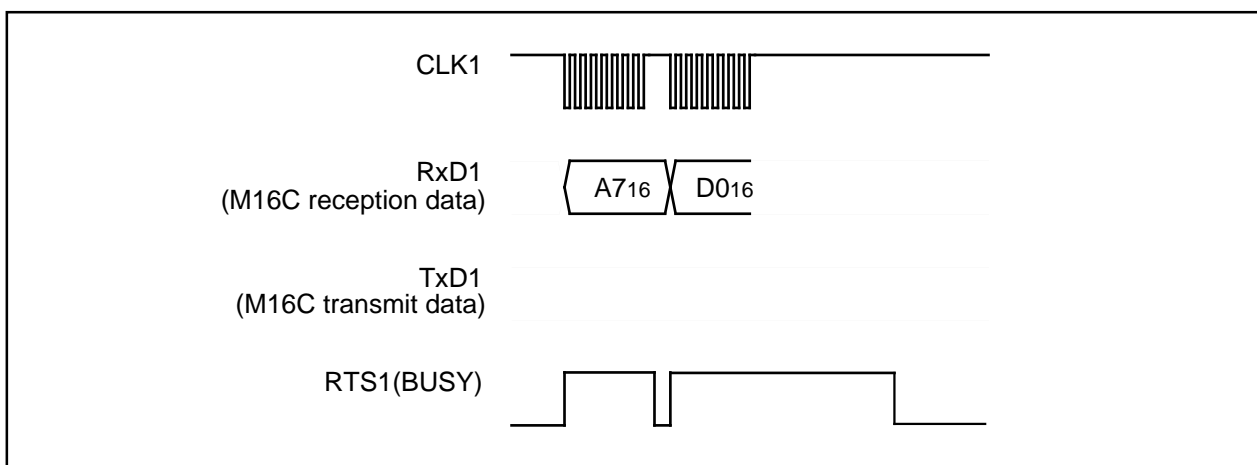 CLK1
RxD1
(M16C reception data)
A716
D016
TxD1
(M16C transmit data)
RTS1(BUSY)